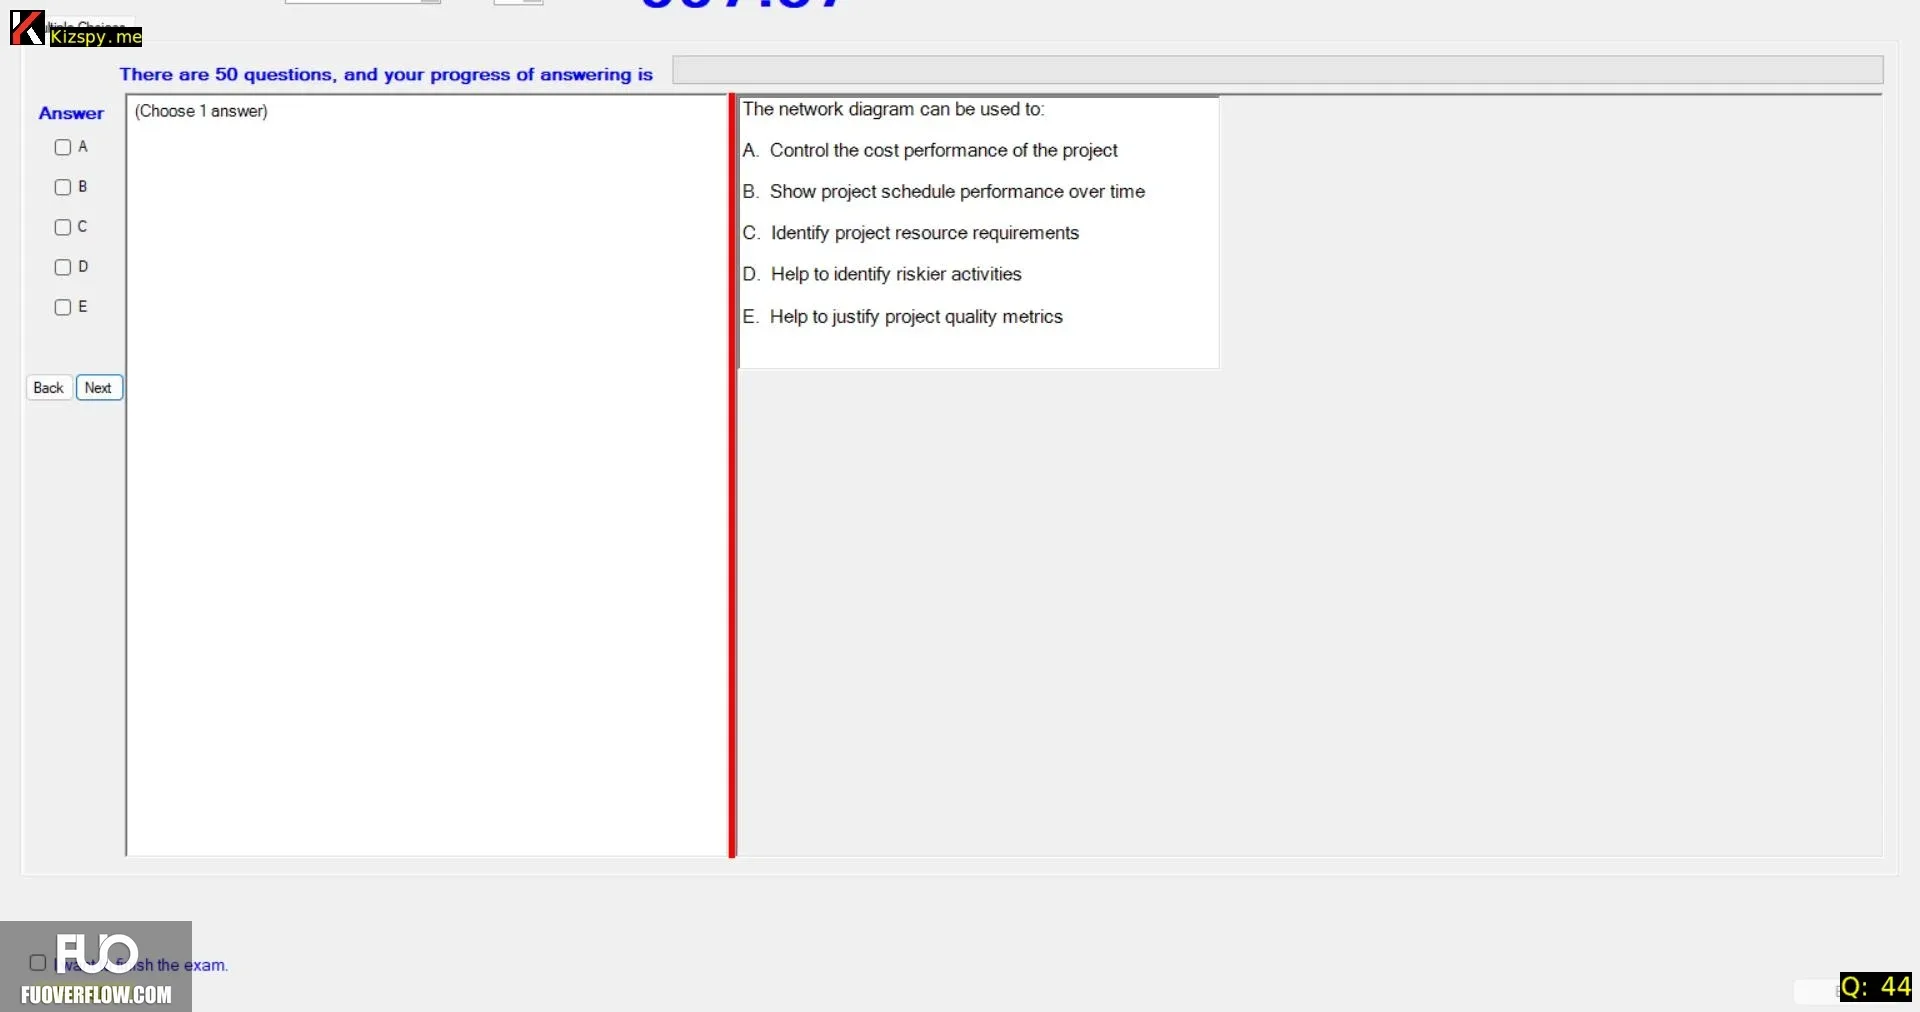 Kizspy.me
There are 50 questions, and your progress of answering is
Answer
(Choose 1 answer)
A
B
C
D
E
Back
Next
The network diagram can be used to:
A. Control the cost performance of the project
B. Show project schedule performance over time
C. Identify project resource requirements
D. Help to identify riskier activities
E. Help to justify project quality metrics
FUO
the exam.
FUOVERFLOW.COM
Q: 44